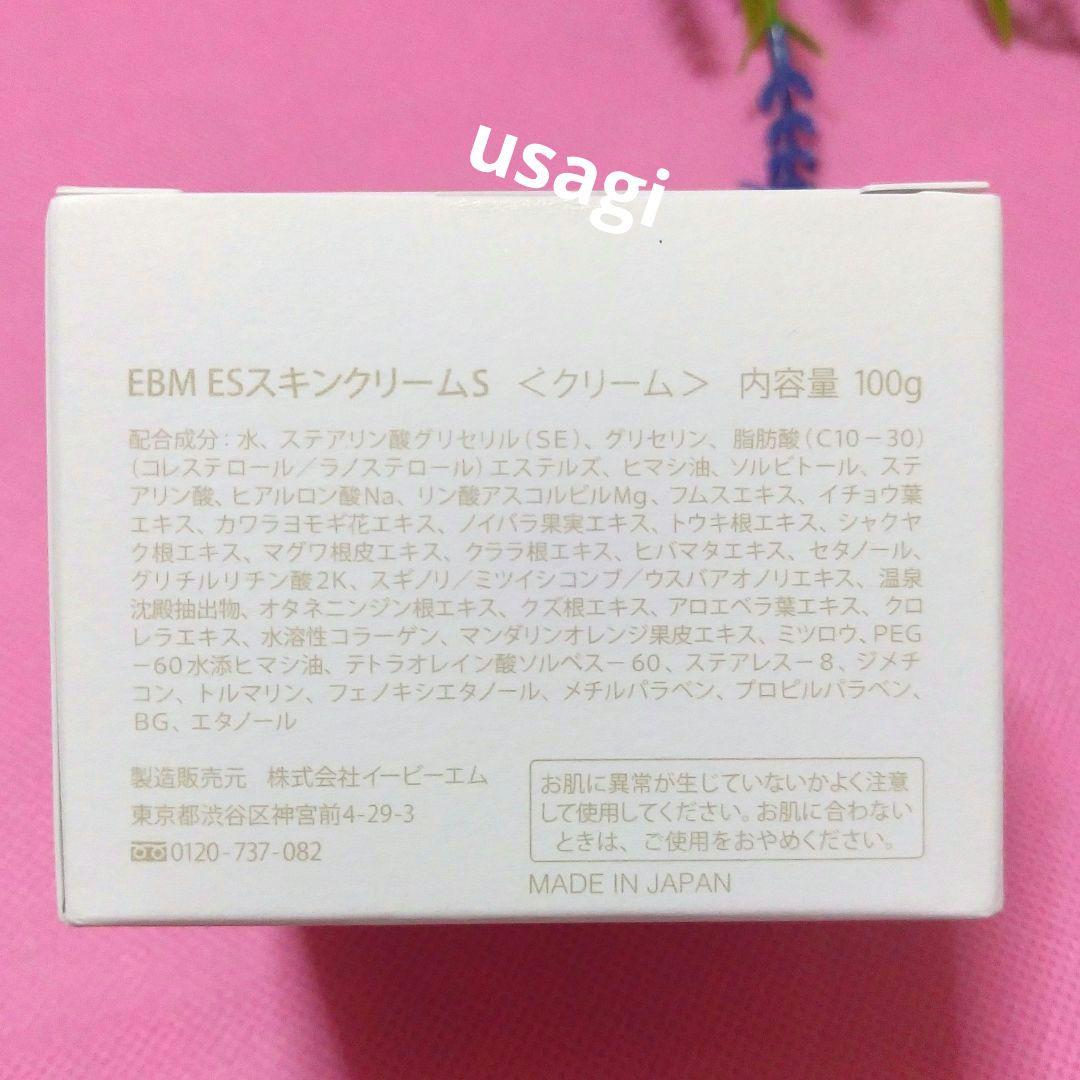 usagi
EBM ESスキンクリームS <クリーム> 内容量 100g
配合成分：水、ステアリン酸グリセリル（SE）、グリセリン、脂肪酸（C10－30）
（コレステロール／ラノステロール）エステルズ、ヒマシ油、ソルビトール、ステ
アリン酸、ヒアルロン酸Na、リン酸アスコルビルMg、フムスエキス、イチョウ葉
エキス、カワラヨモギ花エキス、ノイバラ果実エキス、トウキ根エキス、シャクヤ
ク根エキス、マグワ根皮エキス、クララ根エキス、ヒバマタエキス、セタノール、
グリチルリチン酸2K、スギノリ／ミツイシコンブ／ウスバアオノリエキス、温泉
沈殿抽出物、オタネニンジン根エキス、クズ根エキス、アロエベラ葉エキス、クロ
レラエキス、水溶性コラーゲン、マンダリンオレンジ果皮エキス、ミツロウ、PEG
－60水添ヒマシ油、テトラオレイン酸ソルベス－60、ステアレス－8、ジメチ
コン、トルマリン、フェノキシエタノール、メチルパラベン、プロピルパラベン、
BG、エタノール
製造販売元 株式会社イービーエム
東京都渋谷区神宮前4-29-3
0120-737-082
お肌に異常が生じていないかよく注意
して使用してください。お肌に合わない
ときは、ご使用をおやめください。
MADE IN JAPAN